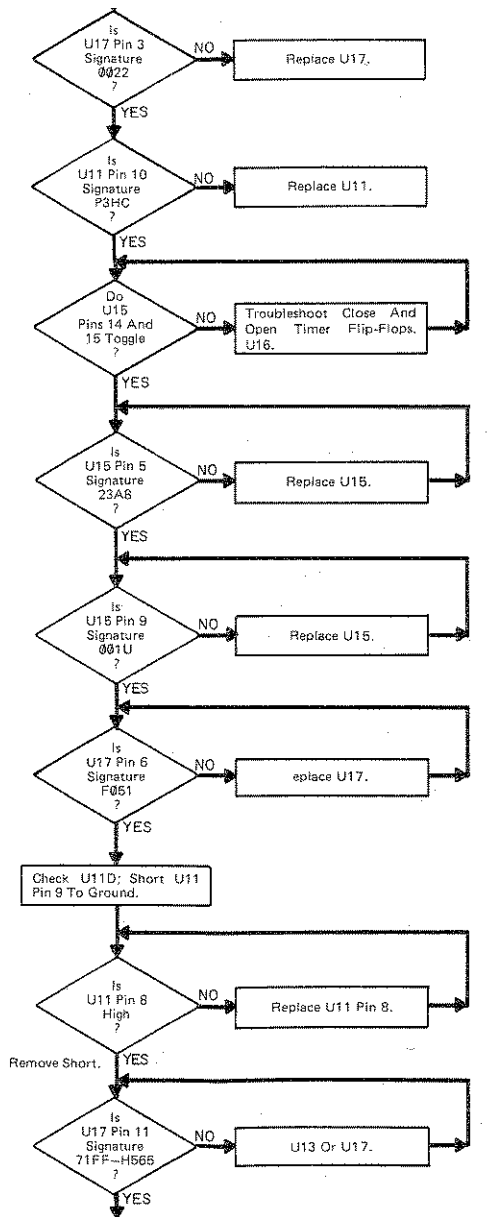 Is
U17 Pin 3
Signature
0022
?
NO
Replace U17.
YES
Is
U11 Pin 10
Signature
P3HC
?
NO
Replace U11.
YES
Do
U15
Pins 14 And
15 Toggle
?
NO
Troubleshoot Close And
Open Timer Flip-Flops.
U16.
YES
Is
U15 Pin 5
Signature
23A8
?
NO
Replace U15.
YES
Is
U15 Pin 9
Signature
001U
?
NO
Replace U15.
YES
Is
U17 Pin 6
Signature
F051
?
NO
eplace U17.
YES
Check U11D; Short U11
Pin 9 To Ground.
Is
U11 Pin 8
High
?
NO
Replace U11 Pin 8.
Remove Short.
YES
Is
U17 Pin 11
Signature
71FF-H565
?
NO
U13 Or U17.
YES